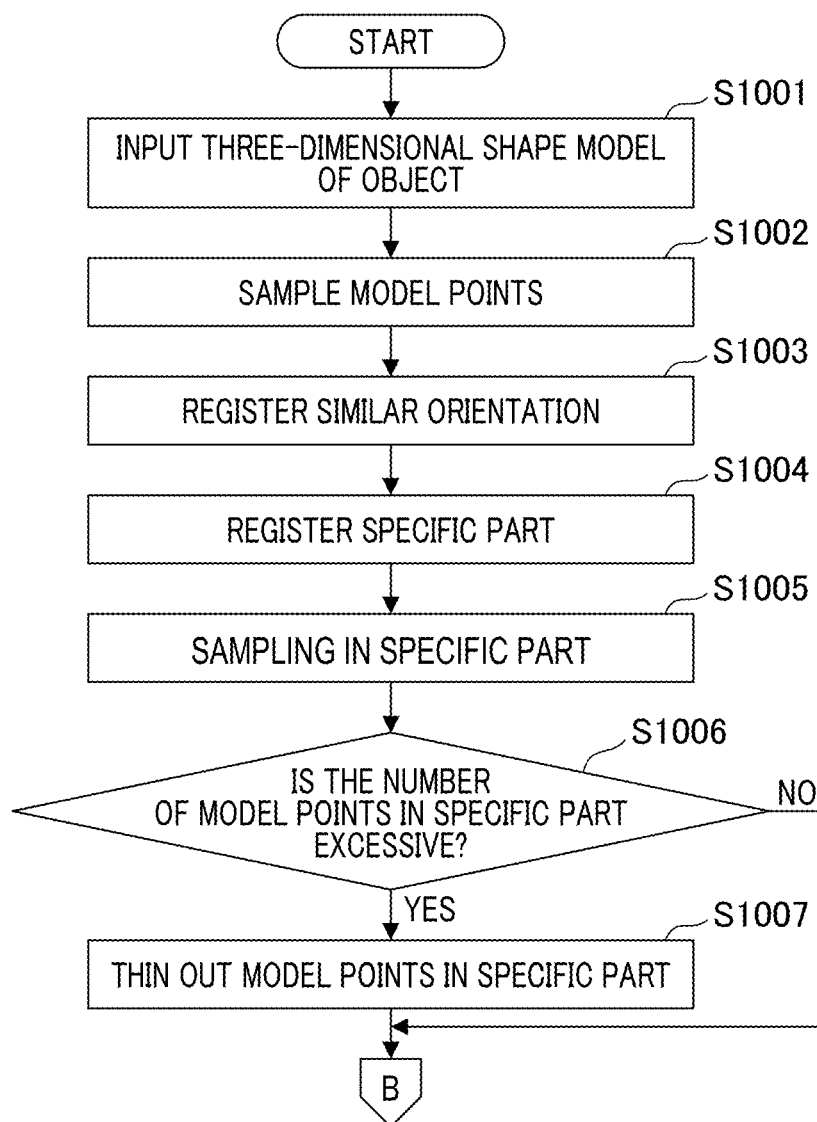 START
S1001
INPUT THREE-DIMENSIONAL SHAPE MODEL
OF OBJECT
S1002
SAMPLE MODEL POINTS
S1003
REGISTER SIMILAR ORIENTATION
S1004
REGISTER SPECIFIC PART
S1005
SAMPLING IN SPECIFIC PART
S1006
IS THE NUMBER
OF MODEL POINTS IN SPECIFIC PART
EXCESSIVE?
NO
YES
S1007
THIN OUT MODEL POINTS IN SPECIFIC PART
B